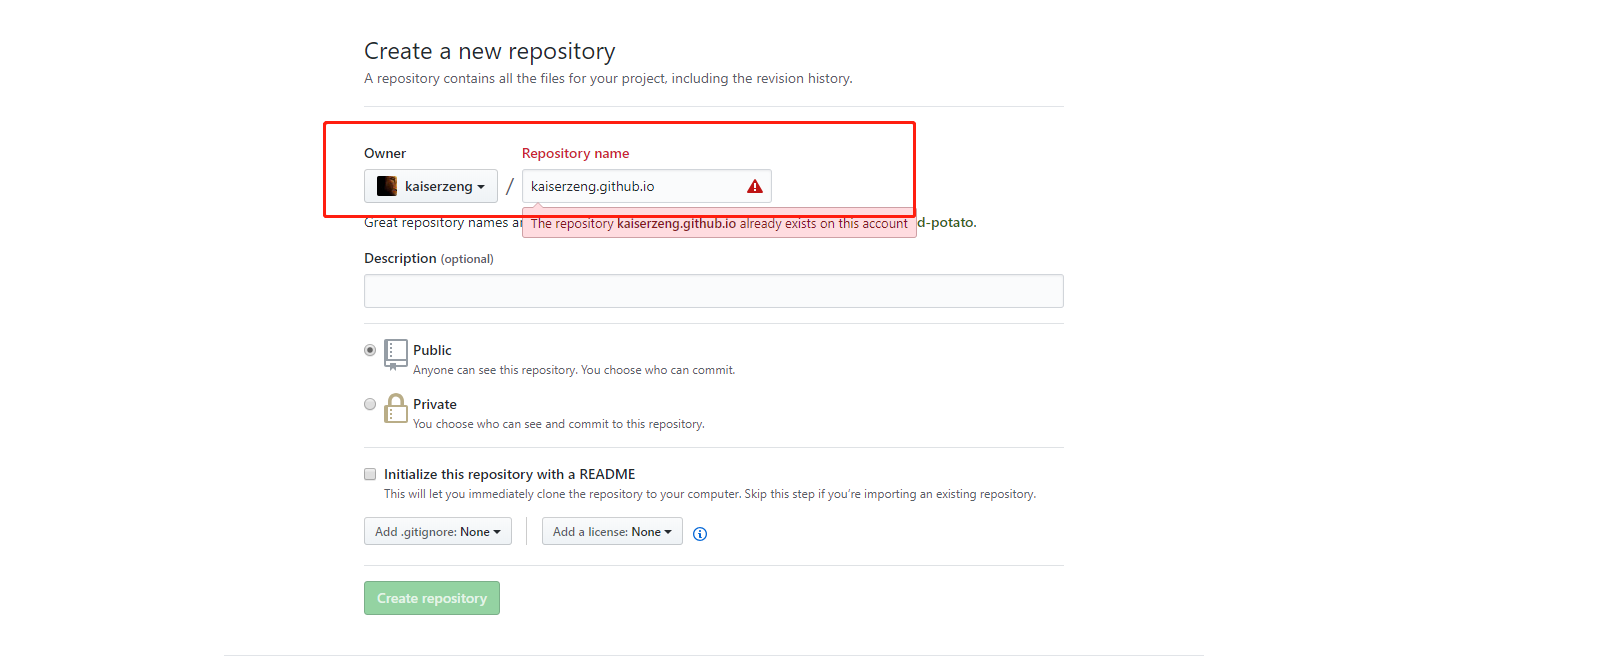 Create a new repository
A repository contains all the files for your project, including the revision history.
Owner
Repository name
kaiserzeng
/
kaiserzeng.github.io
Great repository names a
The repository kaiserzeng.github.io already exists on this account
d-potato.
Description (optional)
Public
Anyone can see this repository. You choose who can commit.
Private
You choose who can see and commit to this repository.
Initialize this repository with a README
This will let you immediately clone the repository to your computer. Skip this step if you’re importing an existing repository.
Add .gitignore: None
Add a license: None
Create repository